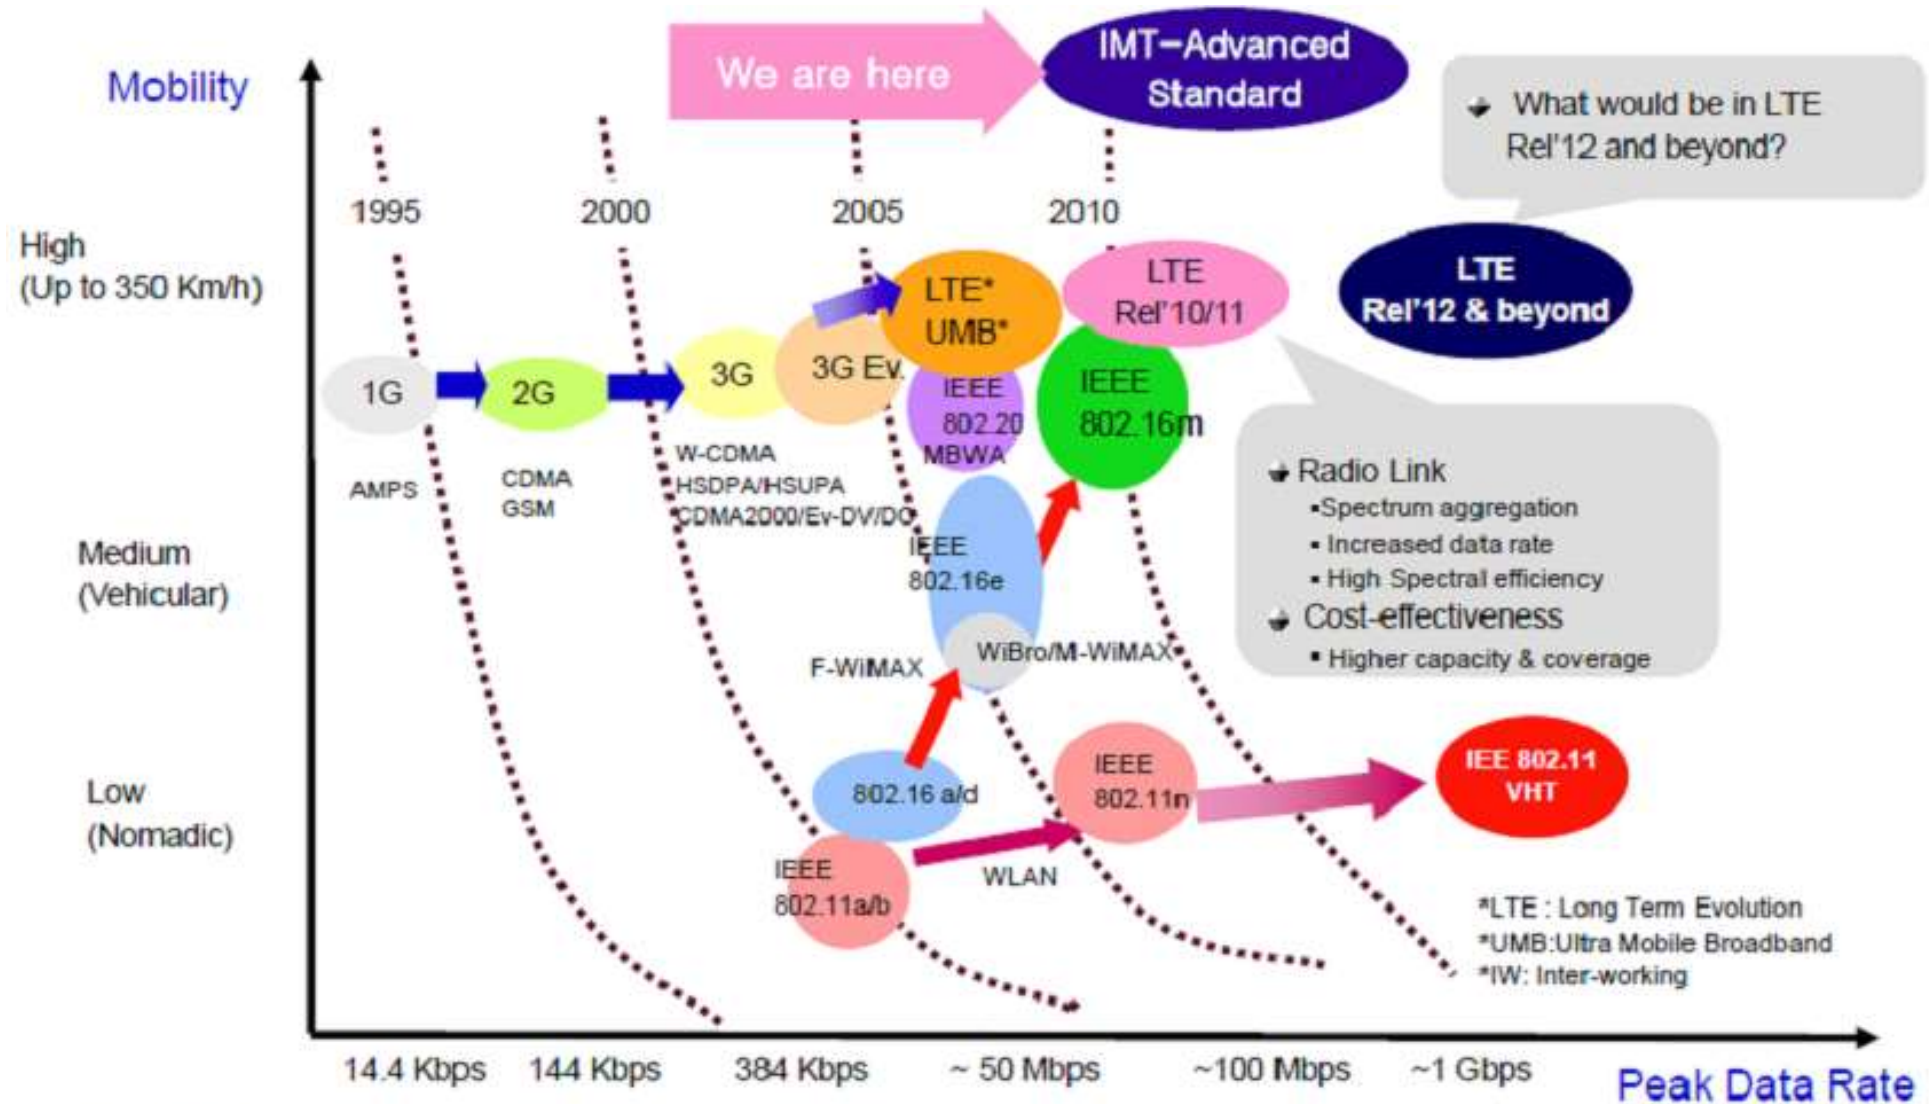 We are here
IMT-Advanced
Standard
Mobility
What would be in LTE
Rel'12 and beyond?
1995
2000
2005
2010
High
(Up to 350 Km/h)
LTE*
UMB*
LTE
Rel'10/11
LTE
Rel'12 & beyond
1G
2G
3G
3G Ev.
IEEE
802.20
MBWA
IEEE
802.16m
AMPS
CDMA
GSM
W-CDMA
HSDPA/HSUPA
CDMA2000/Ev-DV/DO
Radio Link
Spectrum aggregation
Increased data rate
High Spectral efficiency
Cost-effectiveness
Higher capacity & coverage
Medium
(Vehicular)
IEEE
802.16e
F-WiMAX
WiBro/M-WiMAX
Low
(Nomadic)
802.16 a/d
IEEE
802.11n
IEE 802.11
VHT
IEEE
802.11a/b
WLAN
*LTE : Long Term Evolution
*UMB:Ultra Mobile Broadband
*IW: Inter-working
14.4 Kbps
144 Kbps
384 Kbps
~ 50 Mbps
~100 Mbps
~1 Gbps
Peak Data Rate